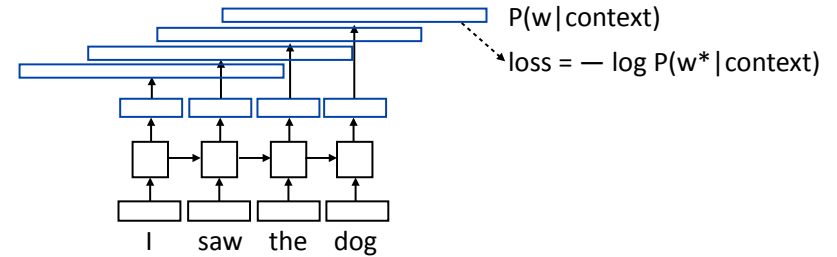 P(w|context)
loss = — log P(w*|context)
I saw the dog